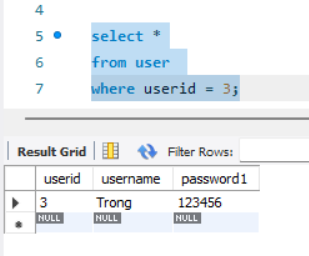 4
5 select *
6 from user
7 where userid = 3;
Result Grid Filter Rows:
userid username password1
3 Trong 123456
NULL NULL NULL